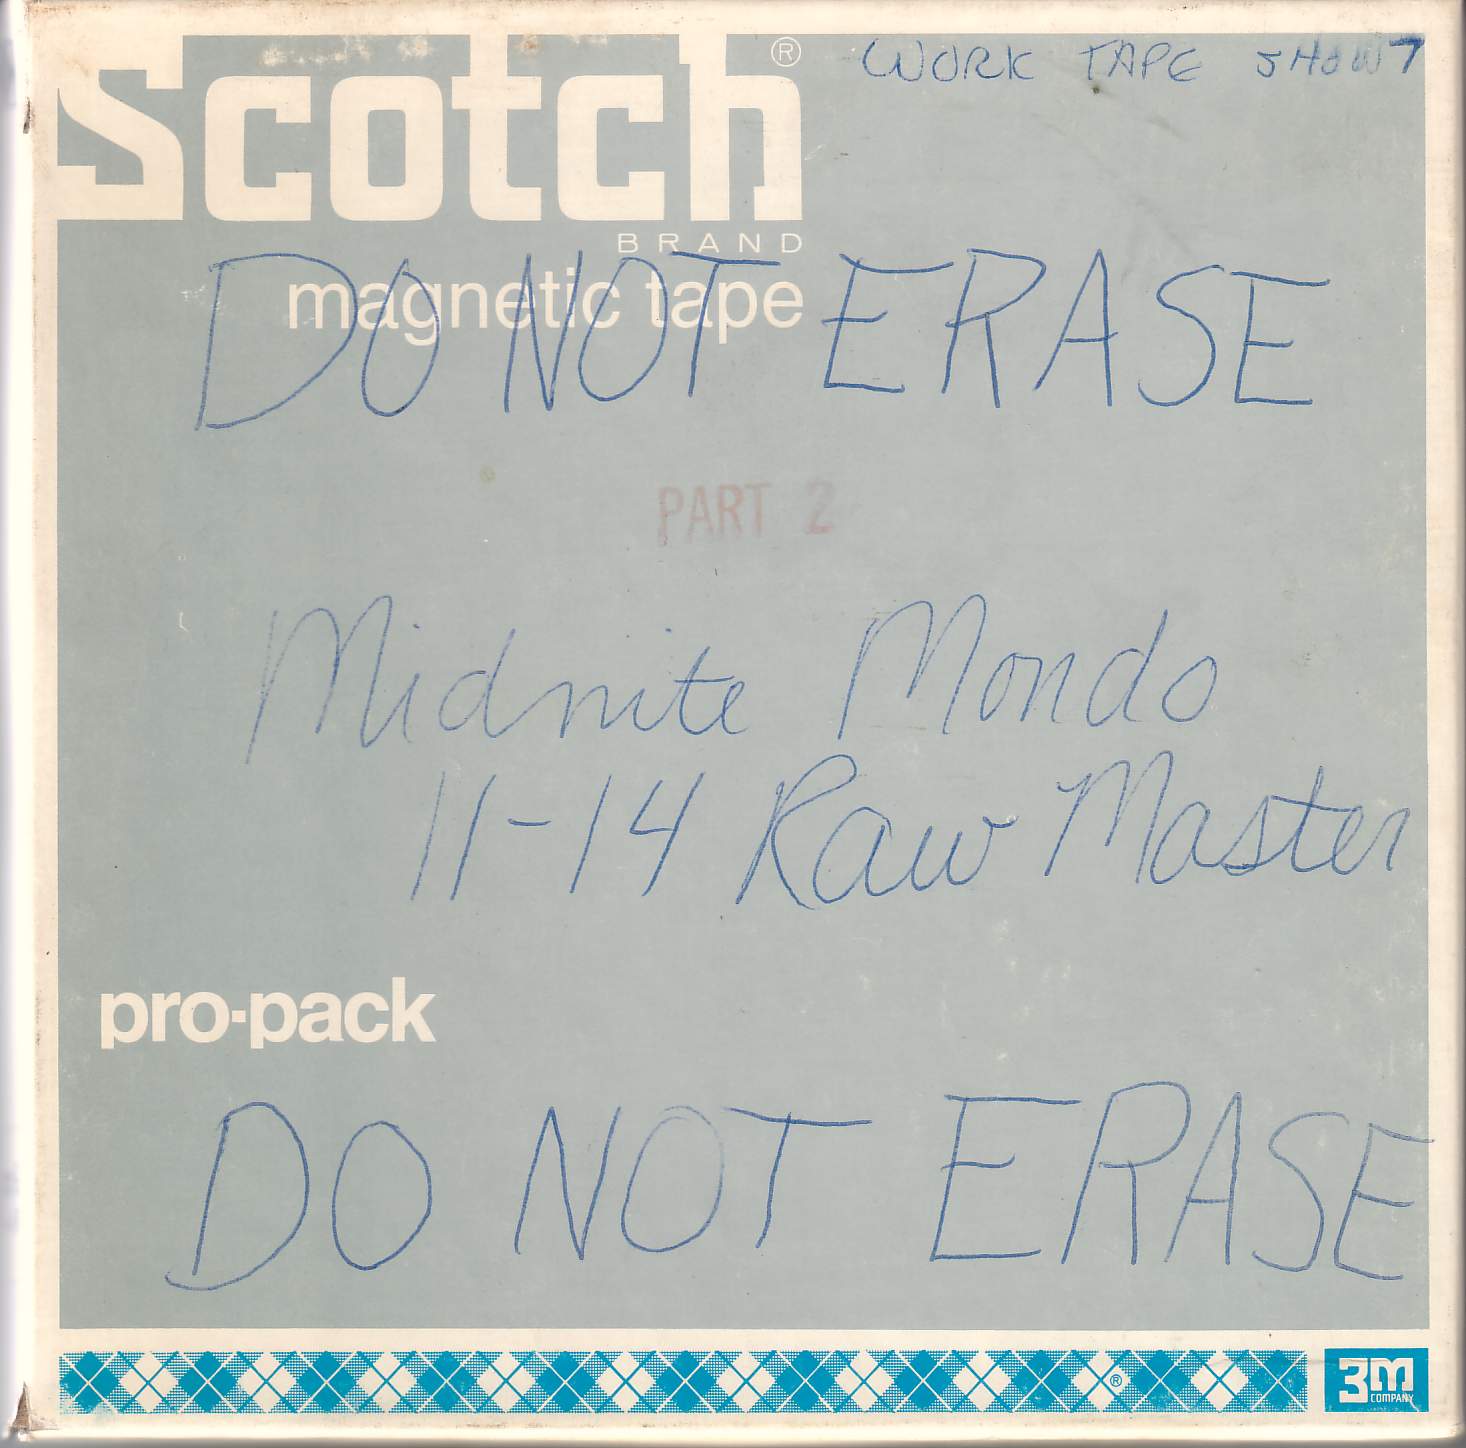 Scotch®
WORK TAPE SHOW 7
BRAND
magnetic tape
DO NOT ERASE
PART 2
Midnite Mondo
11-14 Raw Master
pro-pack
DO NOT ERASE
®
3M
COMPANY